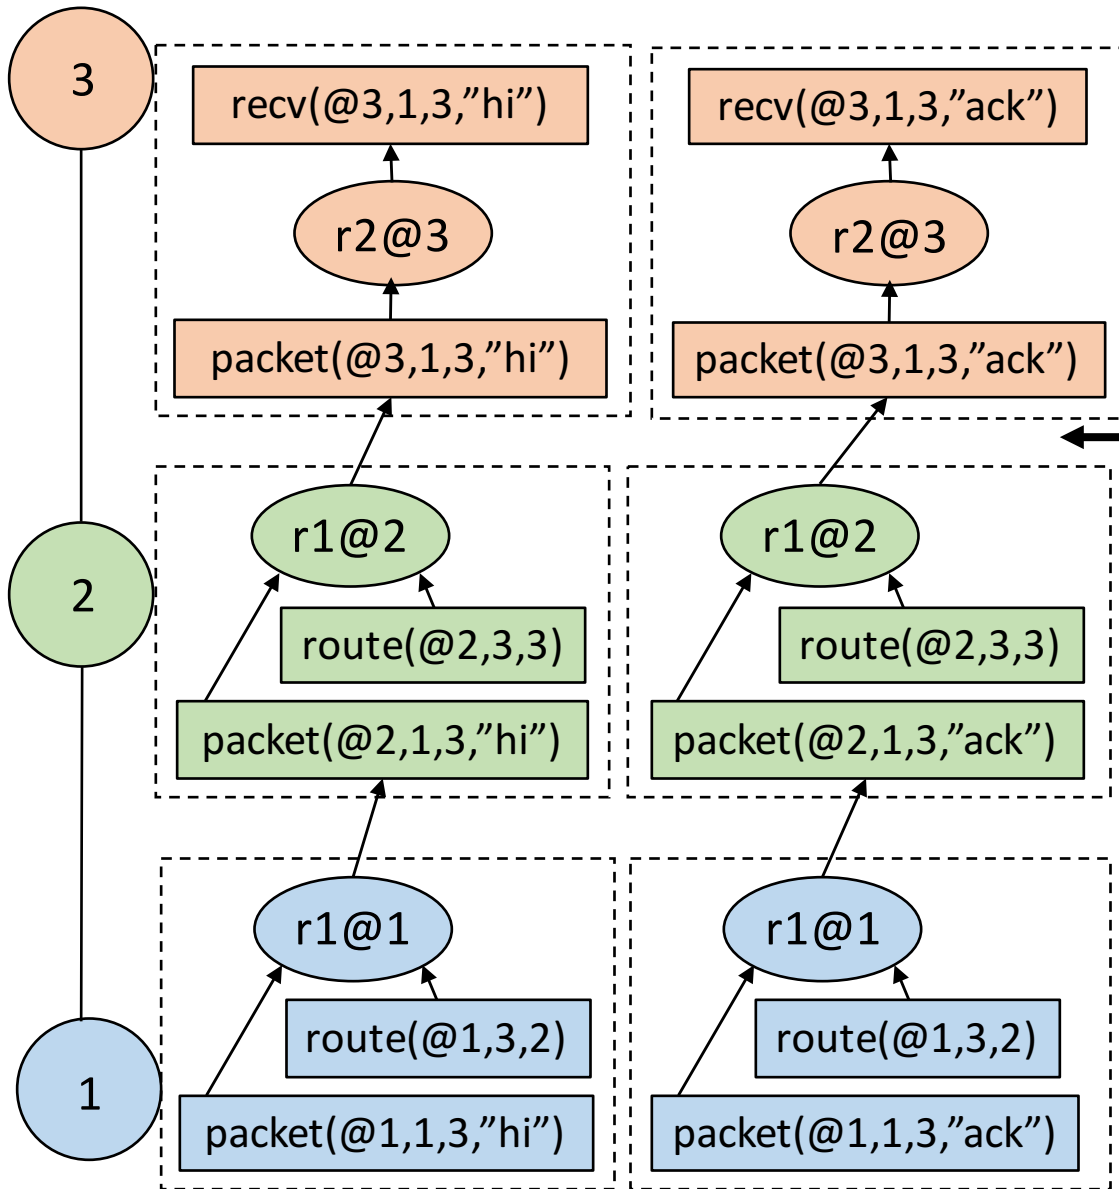 3
recv(@3,1,3,”hi”)
recv(@3,1,3,”ack”)
r2@3
r2@3
packet(@3,1,3,”hi”)
packet(@3,1,3,”ack”)
2
r1@2
r1@2
route(@2,3,3)
route(@2,3,3)
packet(@2,1,3,”hi”)
packet(@2,1,3,”ack”)
1
r1@1
r1@1
route(@1,3,2)
route(@1,3,2)
packet(@1,1,3,”hi”)
packet(@1,1,3,”ack”)